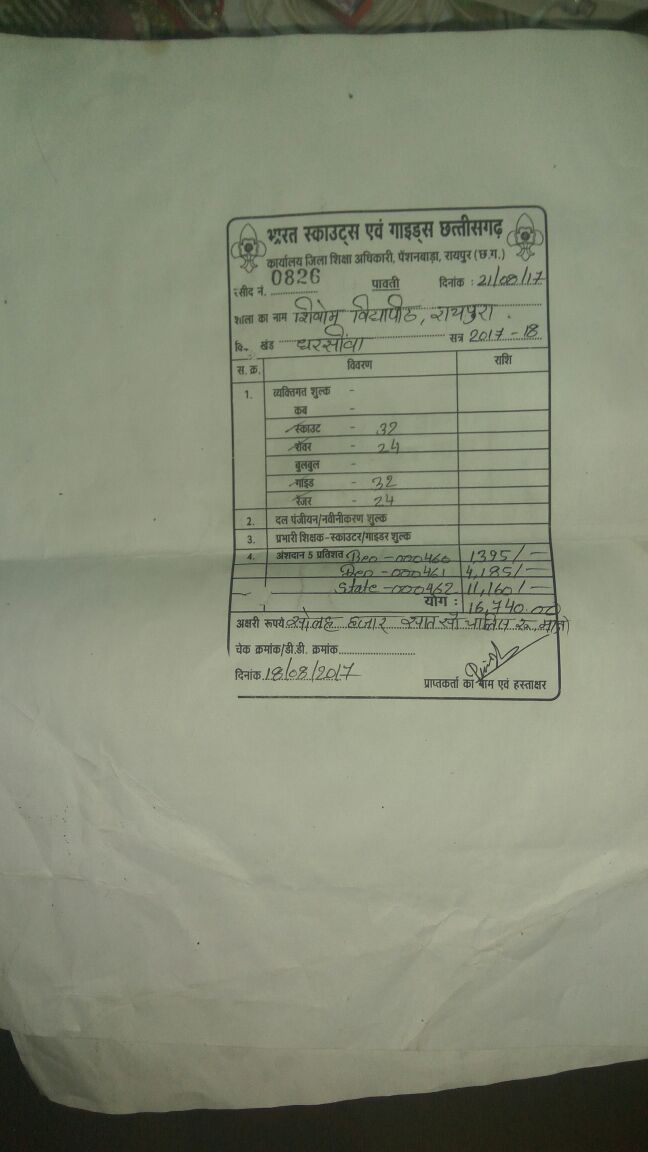 भारत स्काउट्स एवं गाइड्स छत्तीसगढ़
कार्यालय जिला शिक्षा अधिकारी, पेंशनबाड़ा, रायपुर (छ.ग.)
रसीद नं. 0826 पावती दिनांक : 21/08/17
शाला का नाम शिवोम विद्यापीठ, रायपुरा.
वि. खंड धरसींवा सत्र 2017-18
स.क्र. विवरण राशि
1. व्यक्तिगत शुल्क -
कब -
स्काउट - 32
रोवर - 24
बुलबुल -
गाइड - 32
रेंजर - 24
2. दल पंजीयन/नवीनीकरण शुल्क
3. प्रभारी शिक्षक-स्काउटर/गाइडर शुल्क
4. अंशदान 5 प्रतिशत Beo -000460 1395/-
-000461 4,185/-
State -000462 11,160/-
योग : 16,740.00
अक्षरी रूपये सोलह हजार सात सौ चालिस रू. मात्र
चेक क्रमांक/डी.डी. क्रमांक
दिनांक 18/08/2017
प्राप्तकर्ता का नाम एवं हस्ताक्षर